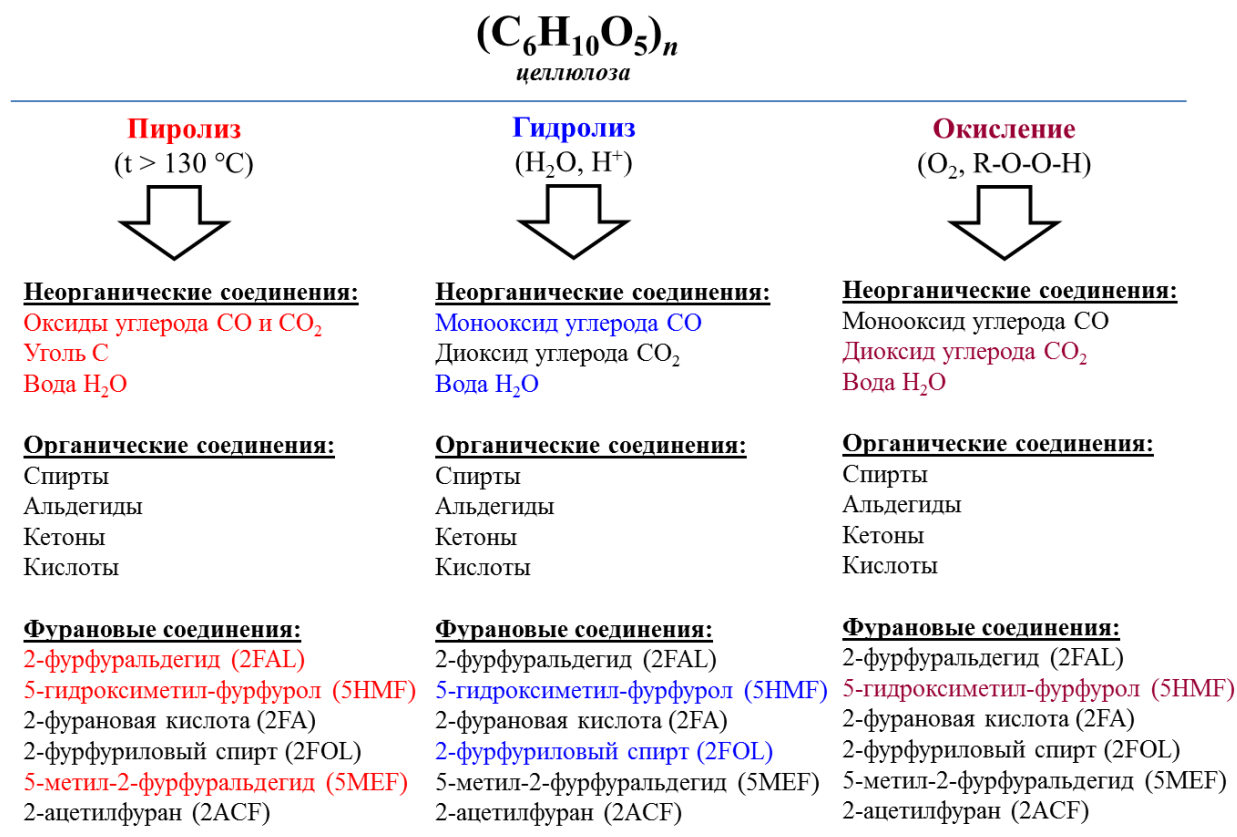 (C₆H₁₀O₅)ₙ
целлюлоза
Пиролиз
(t > 130 °C)
Неорганические соединения:
Оксиды углерода CO и CO₂
Уголь C
Вода H₂O
Органические соединения:
Спирты
Альдегиды
Кетоны
Кислоты
Фурановые соединения:
2-фурфуральдегид (2FAL)
5-гидроксиметил-фурфурол (5HMF)
2-фурановая кислота (2FA)
2-фурфуриловый спирт (2FOL)
5-метил-2-фурфуральдегид (5MEF)
2-ацетилфуран (2ACF)
Гидролиз
(H₂O, H⁺)
Неорганические соединения:
Монооксид углерода CO
Диоксид углерода CO₂
Вода H₂O
Органические соединения:
Спирты
Альдегиды
Кетоны
Кислоты
Фурановые соединения:
2-фурфуральдегид (2FAL)
5-гидроксиметил-фурфурол (5HMF)
2-фурановая кислота (2FA)
2-фурфуриловый спирт (2FOL)
5-метил-2-фурфуральдегид (5MEF)
2-ацетилфуран (2ACF)
Окисление
(O₂, R-O-O-H)
Неорганические соединения:
Монооксид углерода CO
Диоксид углерода CO₂
Вода H₂O
Органические соединения:
Спирты
Альдегиды
Кетоны
Кислоты
Фурановые соединения:
2-фурфуральдегид (2FAL)
5-гидроксиметил-фурфурол (5HMF)
2-фурановая кислота (2FA)
2-фурфуриловый спирт (2FOL)
5-метил-2-фурфуральдегид (5MEF)
2-ацетилфуран (2ACF)